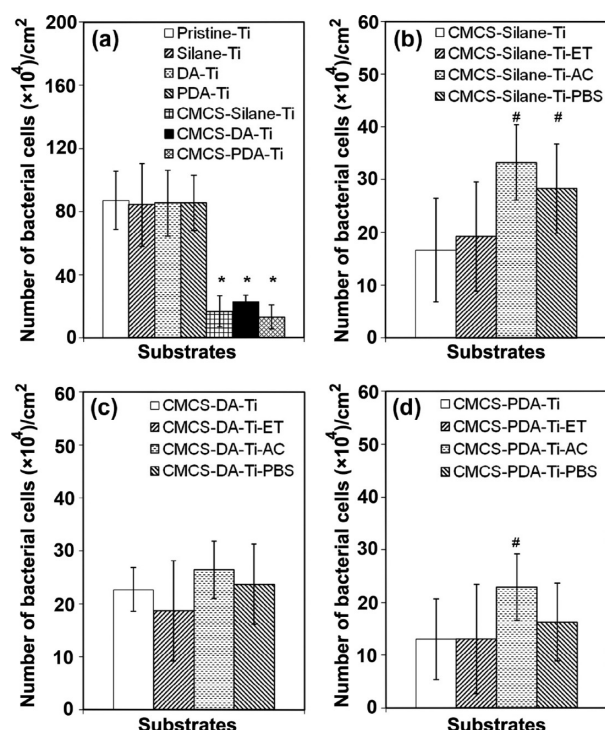 (a)
Number of bacterial cells (×10⁴)/cm²
200
160
120
80
40
0
Pristine-Ti
Silane-Ti
DA-Ti
PDA-Ti
CMCS-Silane-Ti
CMCS-DA-Ti
CMCS-PDA-Ti
* * *
Substrates
(b)
Number of bacterial cells (×10⁴)/cm²
60
50
40
30
20
10
0
CMCS-Silane-Ti
CMCS-Silane-Ti-ET
CMCS-Silane-Ti-AC
CMCS-Silane-Ti-PBS
# #
Substrates
(c)
Number of bacterial cells (×10⁴)/cm²
60
50
40
30
20
10
0
CMCS-DA-Ti
CMCS-DA-Ti-ET
CMCS-DA-Ti-AC
CMCS-DA-Ti-PBS
Substrates
(d)
Number of bacterial cells (×10⁴)/cm²
60
50
40
30
20
10
0
CMCS-PDA-Ti
CMCS-PDA-Ti-ET
CMCS-PDA-Ti-AC
CMCS-PDA-Ti-PBS
#
Substrates